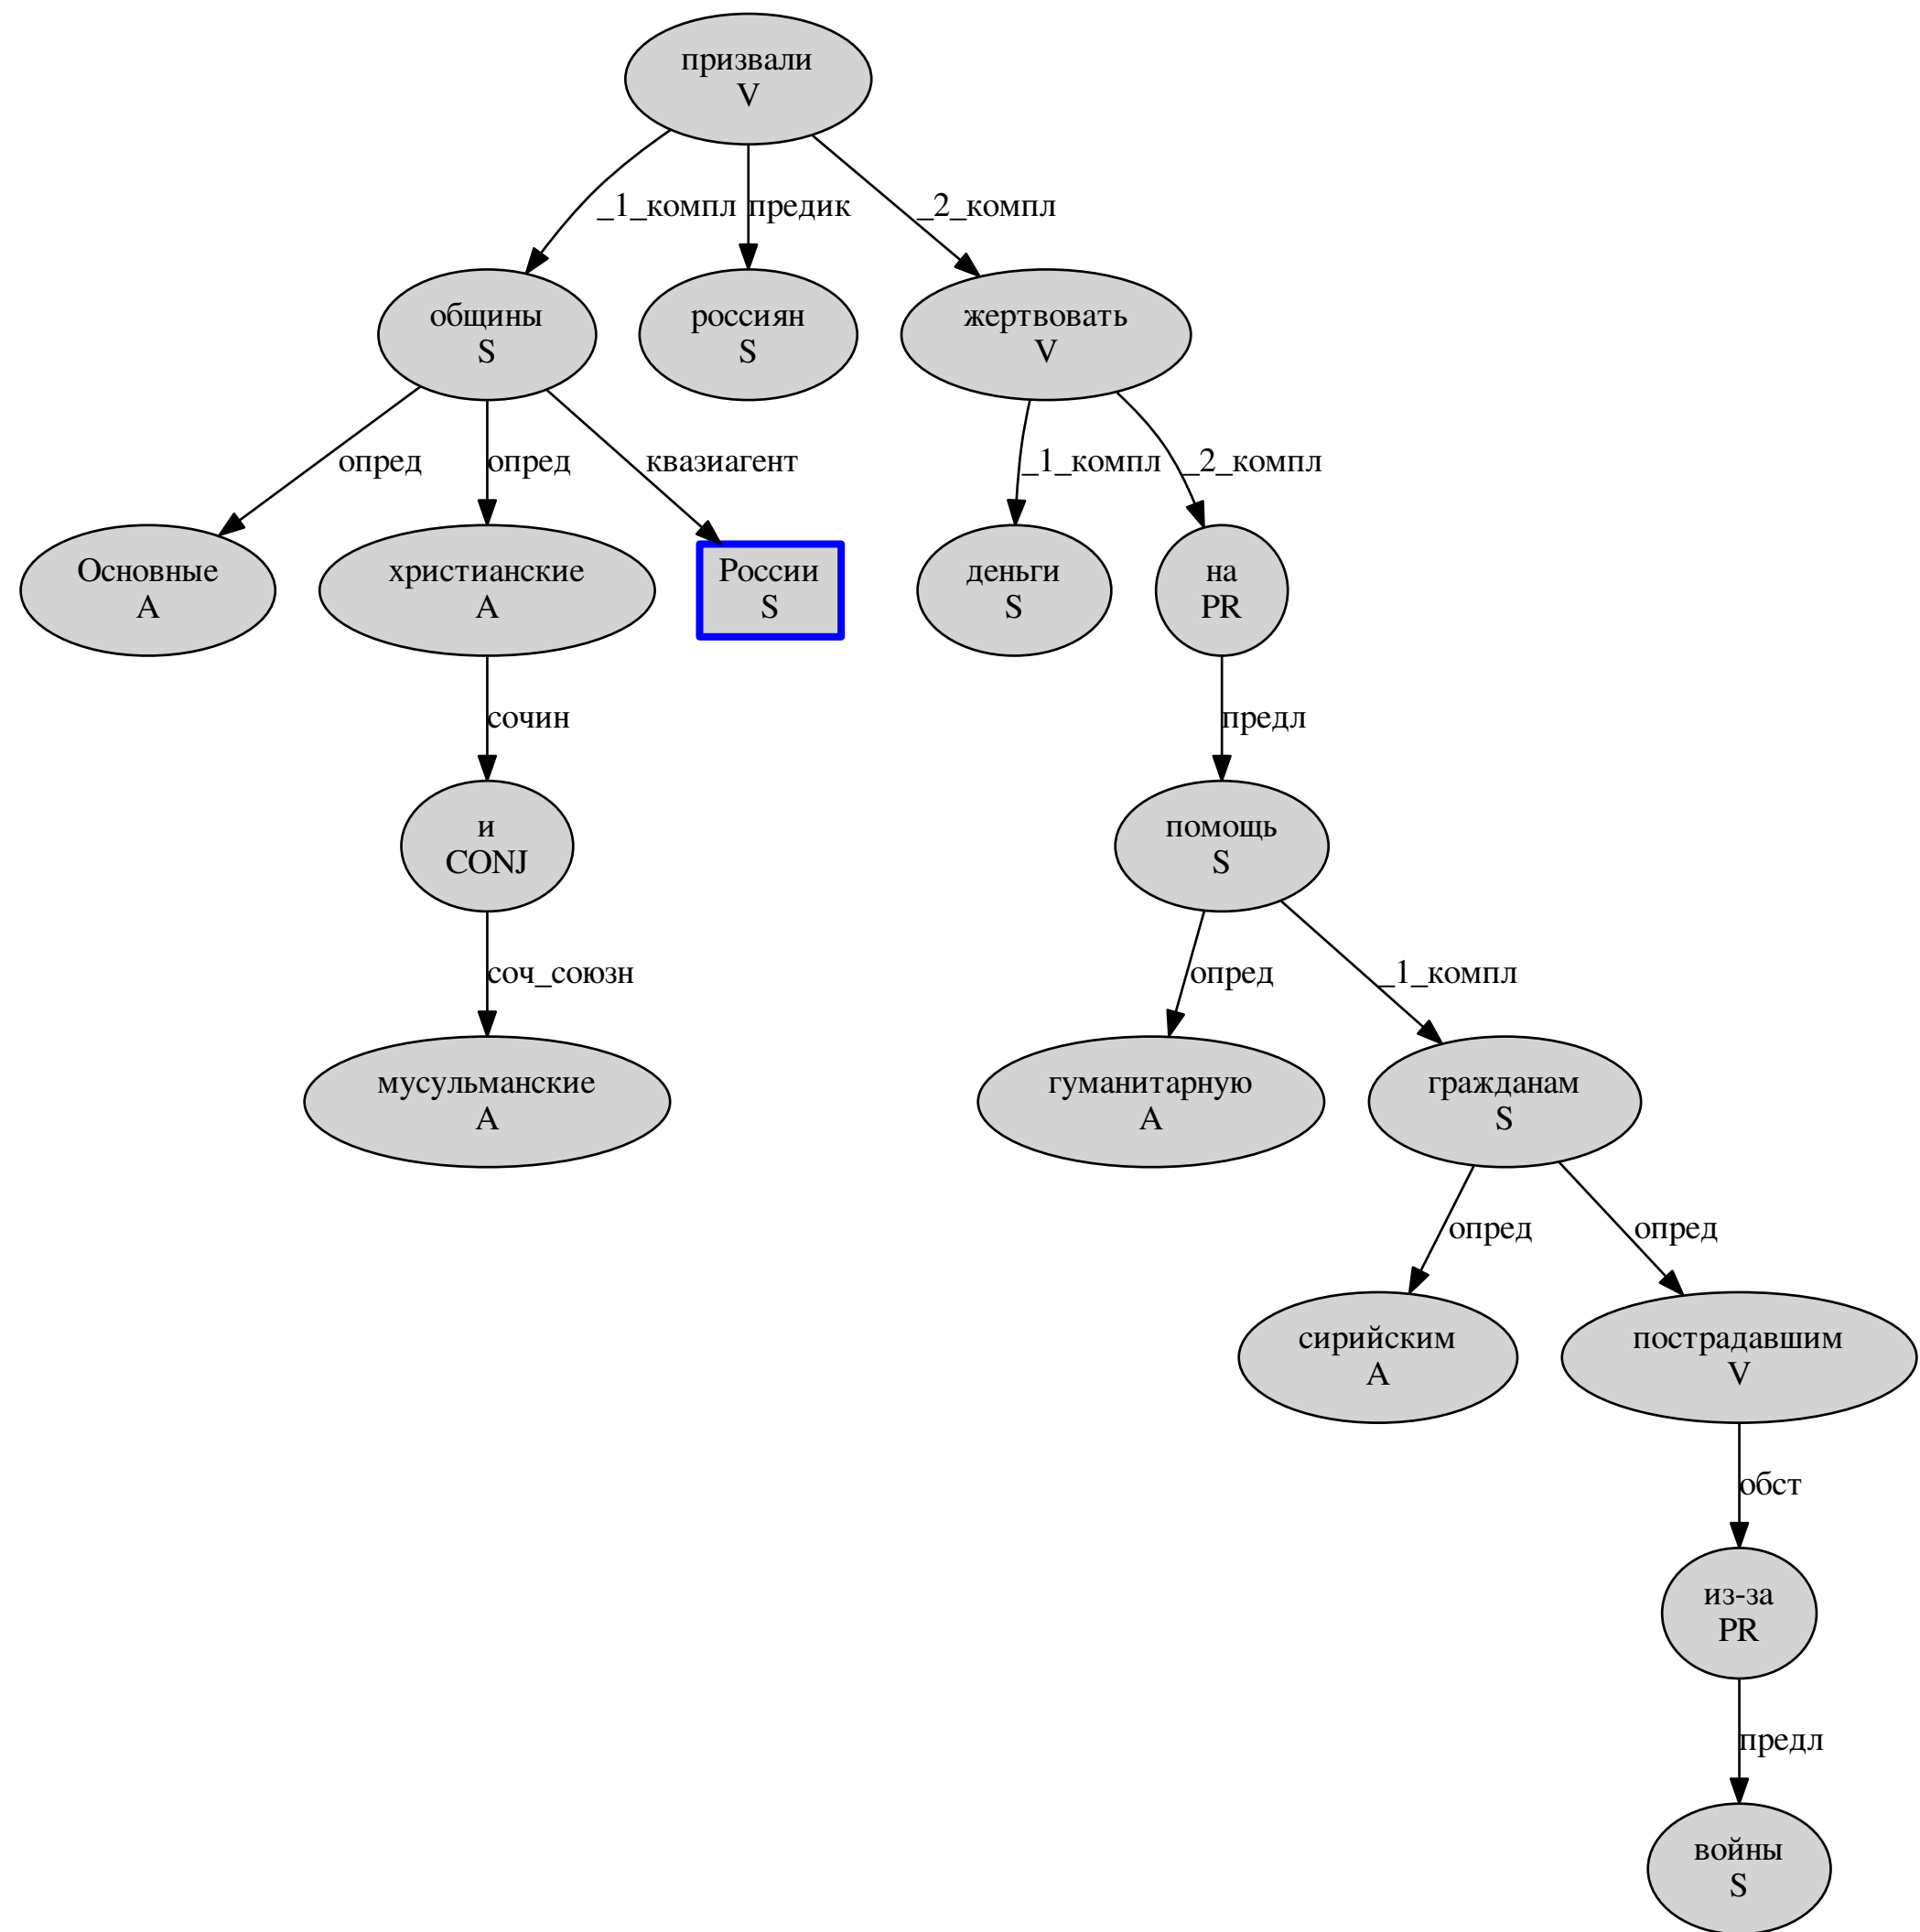 призвали
V
_1_компл предик _2_компл
общины
S
россиян
S
жертвовать
V
опред опред квазиагент _1_компл _2_компл
Основные
A
христианские
A
России
S
деньги
S
на
PR
сочин предл
и
CONJ
помощь
S
соч_союзн опред _1_компл
мусульманские
A
гуманитарную
A
гражданам
S
опред опред
сирийским
A
пострадавшим
V
обст
из-за
PR
предл
войны
S